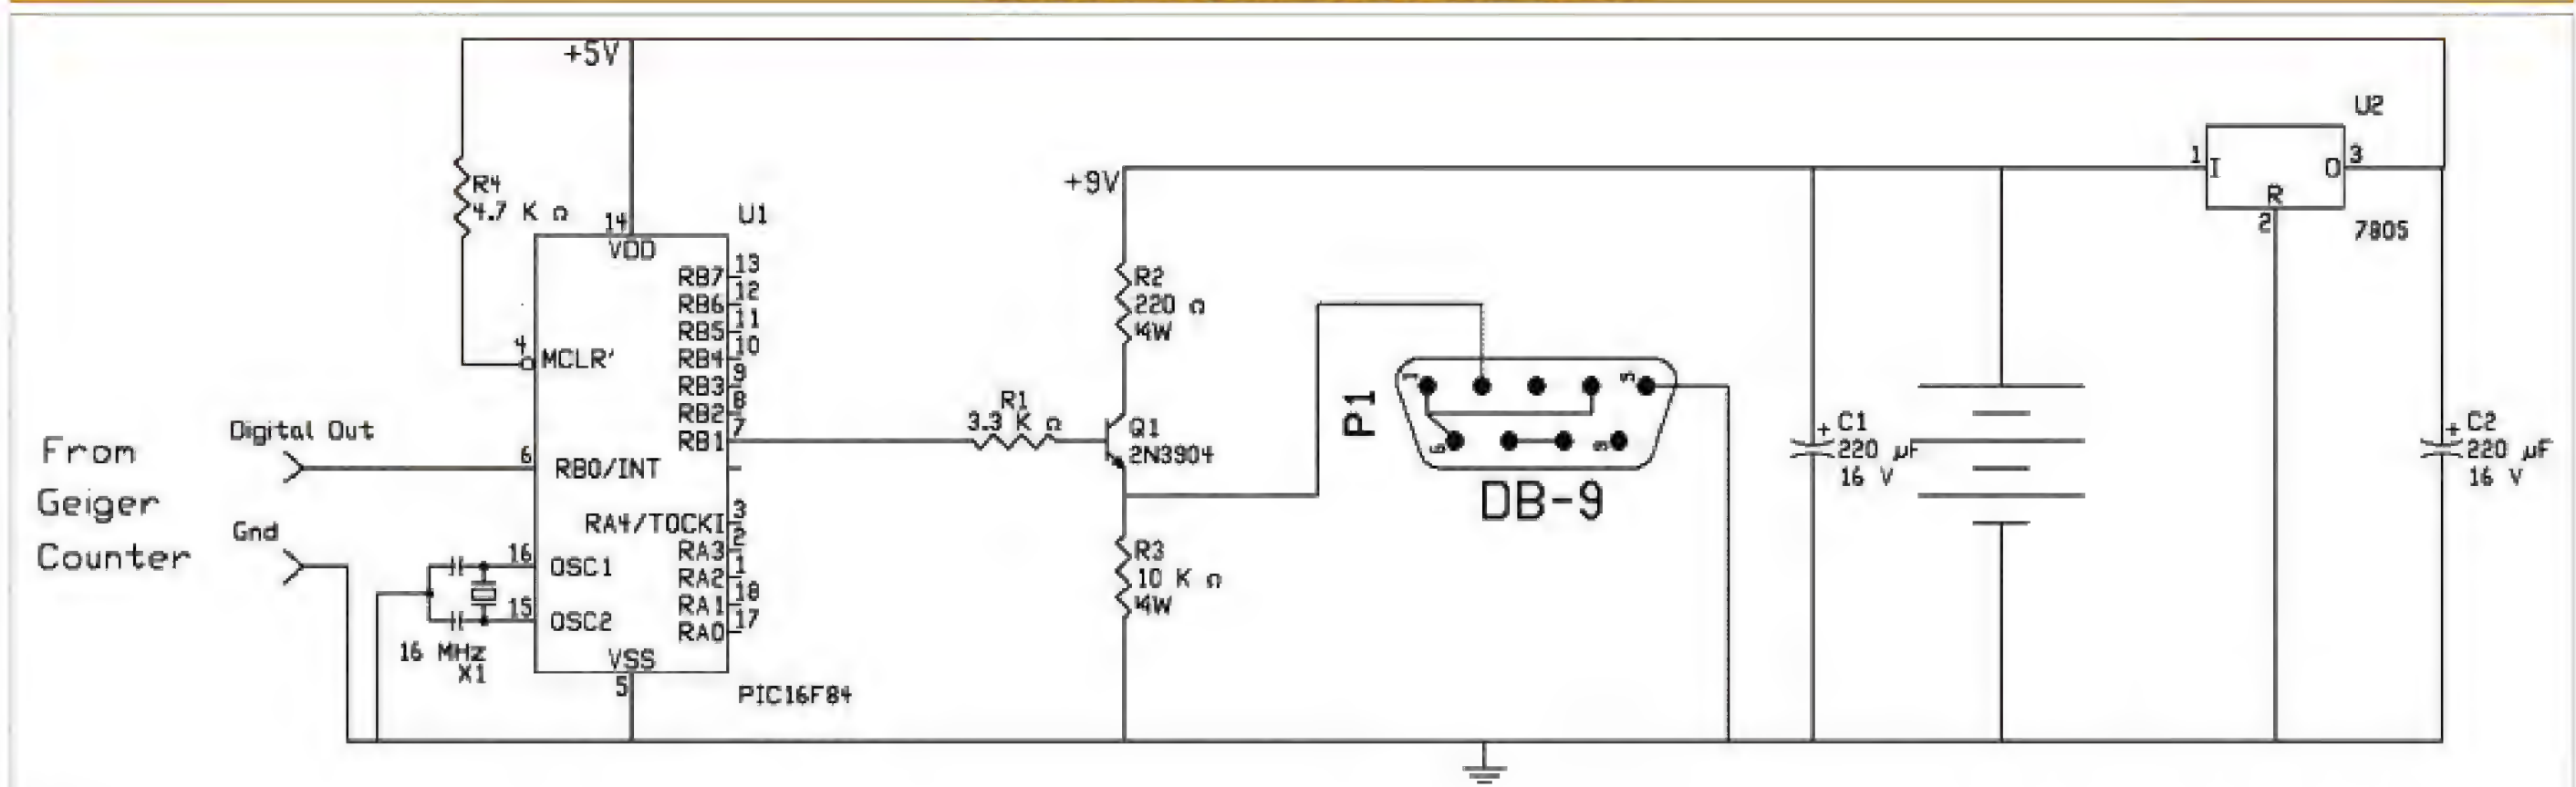 +5V
U2
1
I
O
3
R
2
7805
+9V
R4
4.7 K Ω
14
U1
VDD
RB7
13
RB6
12
RB5
11
RB4
10
RB3
9
RB2
8
RB1
7
4
MCLR'
R2
220 Ω
¼W
Digital Out
From
Geiger
Counter
6
RB0/INT
R1
3.3 K Ω
Q1
2N3904
P1
1
5
6
9
DB-9
+ C1
220 µF
16 V
+ C2
220 µF
16 V
Gnd
RA4/TOCKI
3
RA3
2
RA2
1
RA1
18
RA0
17
16
OSC1
15
OSC2
16 MHz
X1
VSS
5
PIC16F84
R3
10 K Ω
¼W